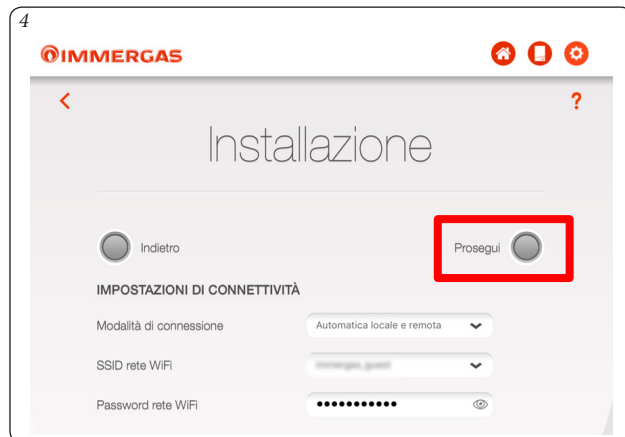 4
IMMERGAS
?
Installazione
Indietro
Prosegui
IMPOSTAZIONI DI CONNETTIVITÀ
Modalità di connessione
Automatica locale e remota
SSID rete WiFi
Password rete WiFi
•••••••••••